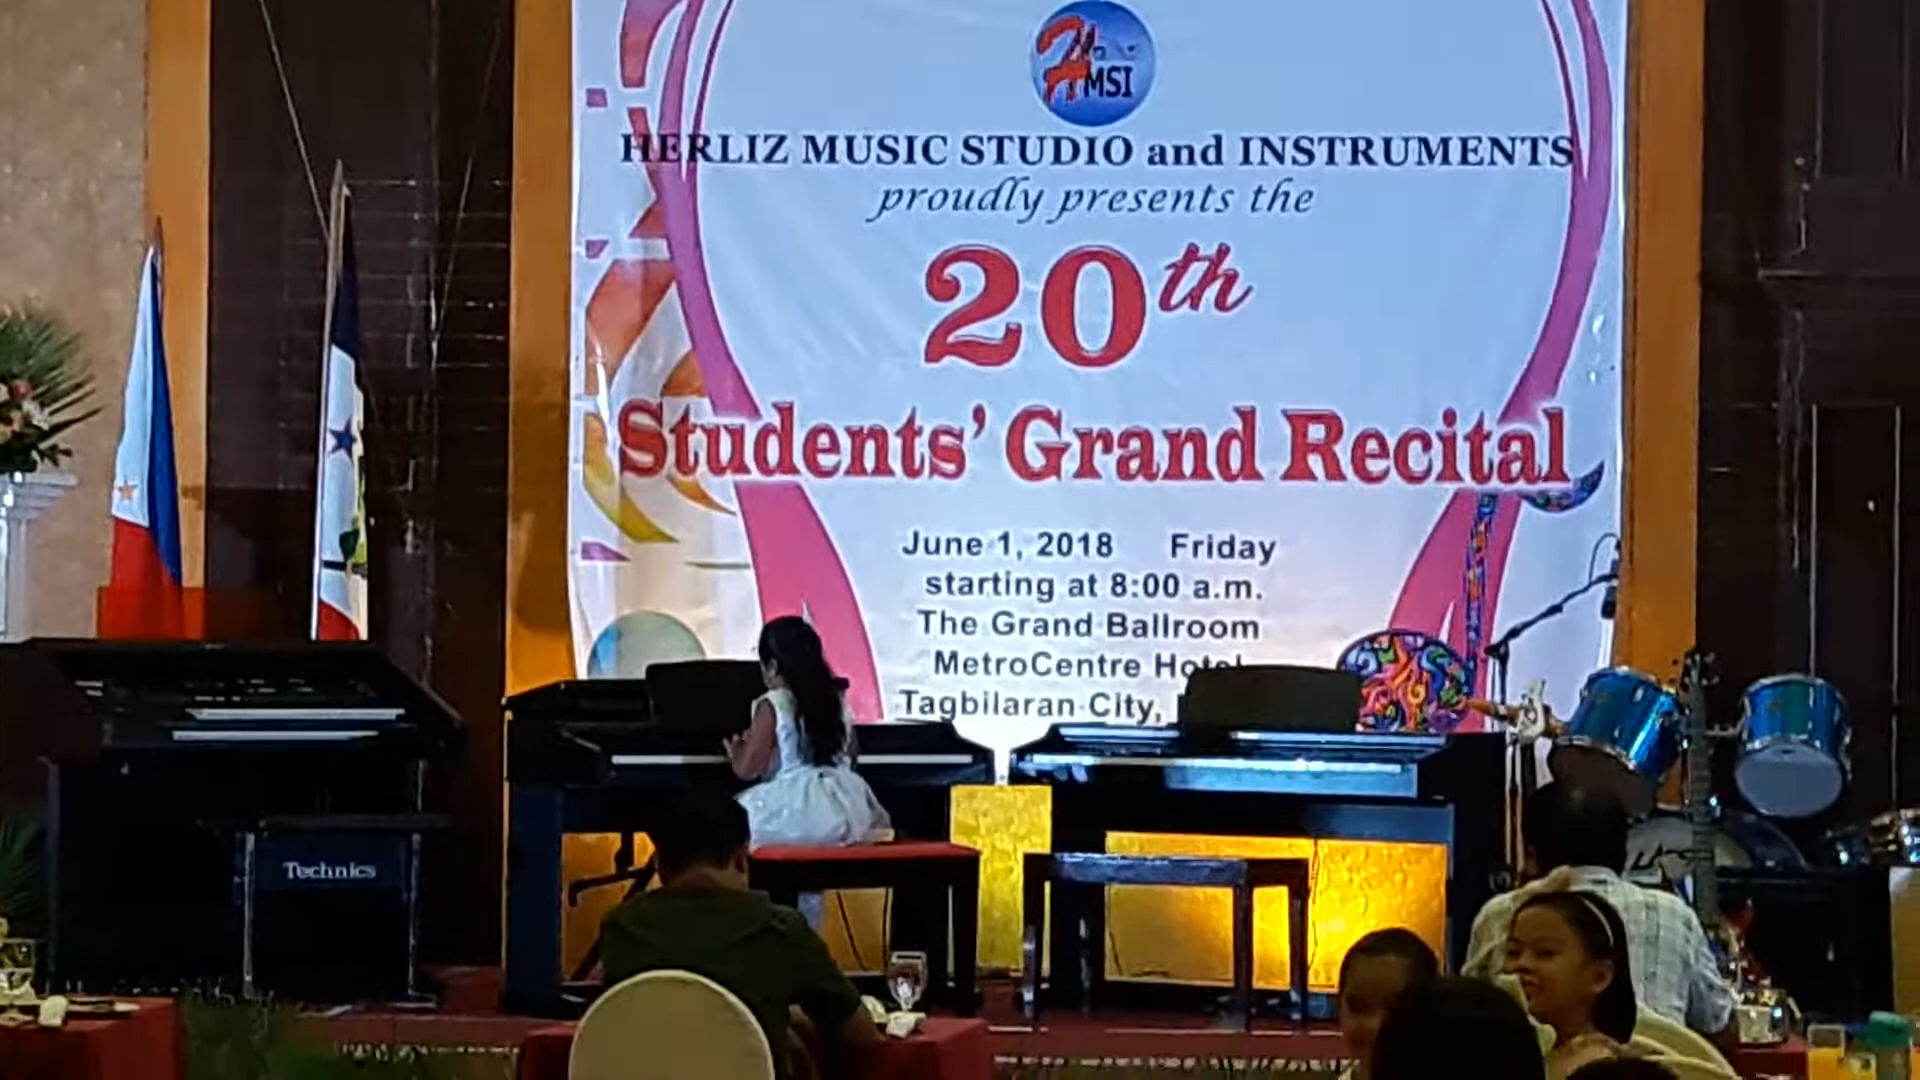 HMSI
HERLIZ MUSIC STUDIO and INSTRUMENTS
proudly presents the
20th
Students' Grand Recital
June 1, 2018 Friday
starting at 8:00 a.m.
The Grand Ballroom
MetroCentre Hotel
Tagbilaran City,
Technics